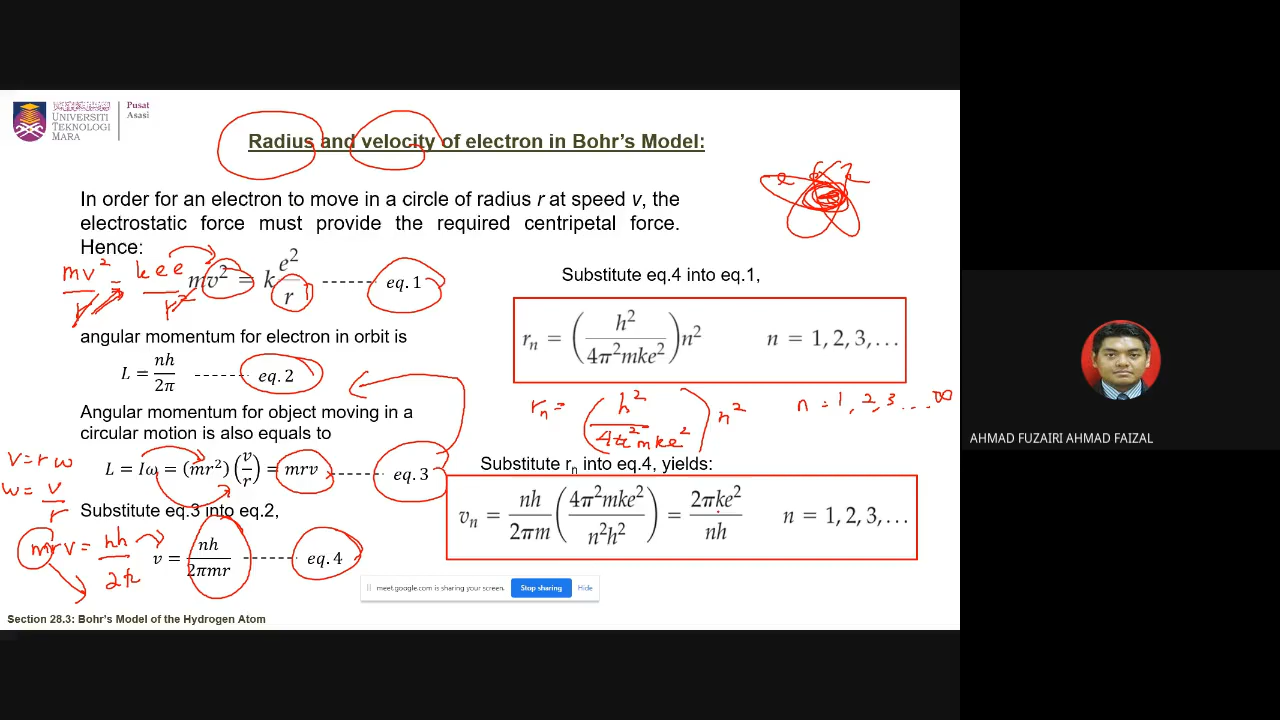 UNIVERSITI
TEKNOLOGI
MARA
Pusat
Asasi
Radius and velocity of electron in Bohr's Model:
In order for an electron to move in a circle of radius r at speed v, the
electrostatic force must provide the required centripetal force.
Hence:
mv²/r = kee/r²
mv² = k e²/r ------- eq.1
angular momentum for electron in orbit is
L = nh/2π ------- eq.2
Angular momentum for object moving in a
circular motion is also equals to
L = Iω = (mr²)(v/r) = mrv ------- eq.3
v = rω
ω = v/r
Substitute eq.3 into eq.2,
mrv = nh/2π
v = nh/2πmr ------- eq.4
Substitute eq.4 into eq.1,
rₙ = (h²/4π²mke²)n² n = 1, 2, 3, …
rₙ = (h²/4π²mke²) n² n = 1, 2, 3 … ∞
Substitute rₙ into eq.4, yields:
vₙ = nh/2πm (4π²mke²/n²h²) = 2πke²/nh n = 1, 2, 3, …
meet.google.com is sharing your screen. Stop sharing Hide
Section 28.3: Bohr's Model of the Hydrogen Atom
AHMAD FUZAIRI AHMAD FAIZAL